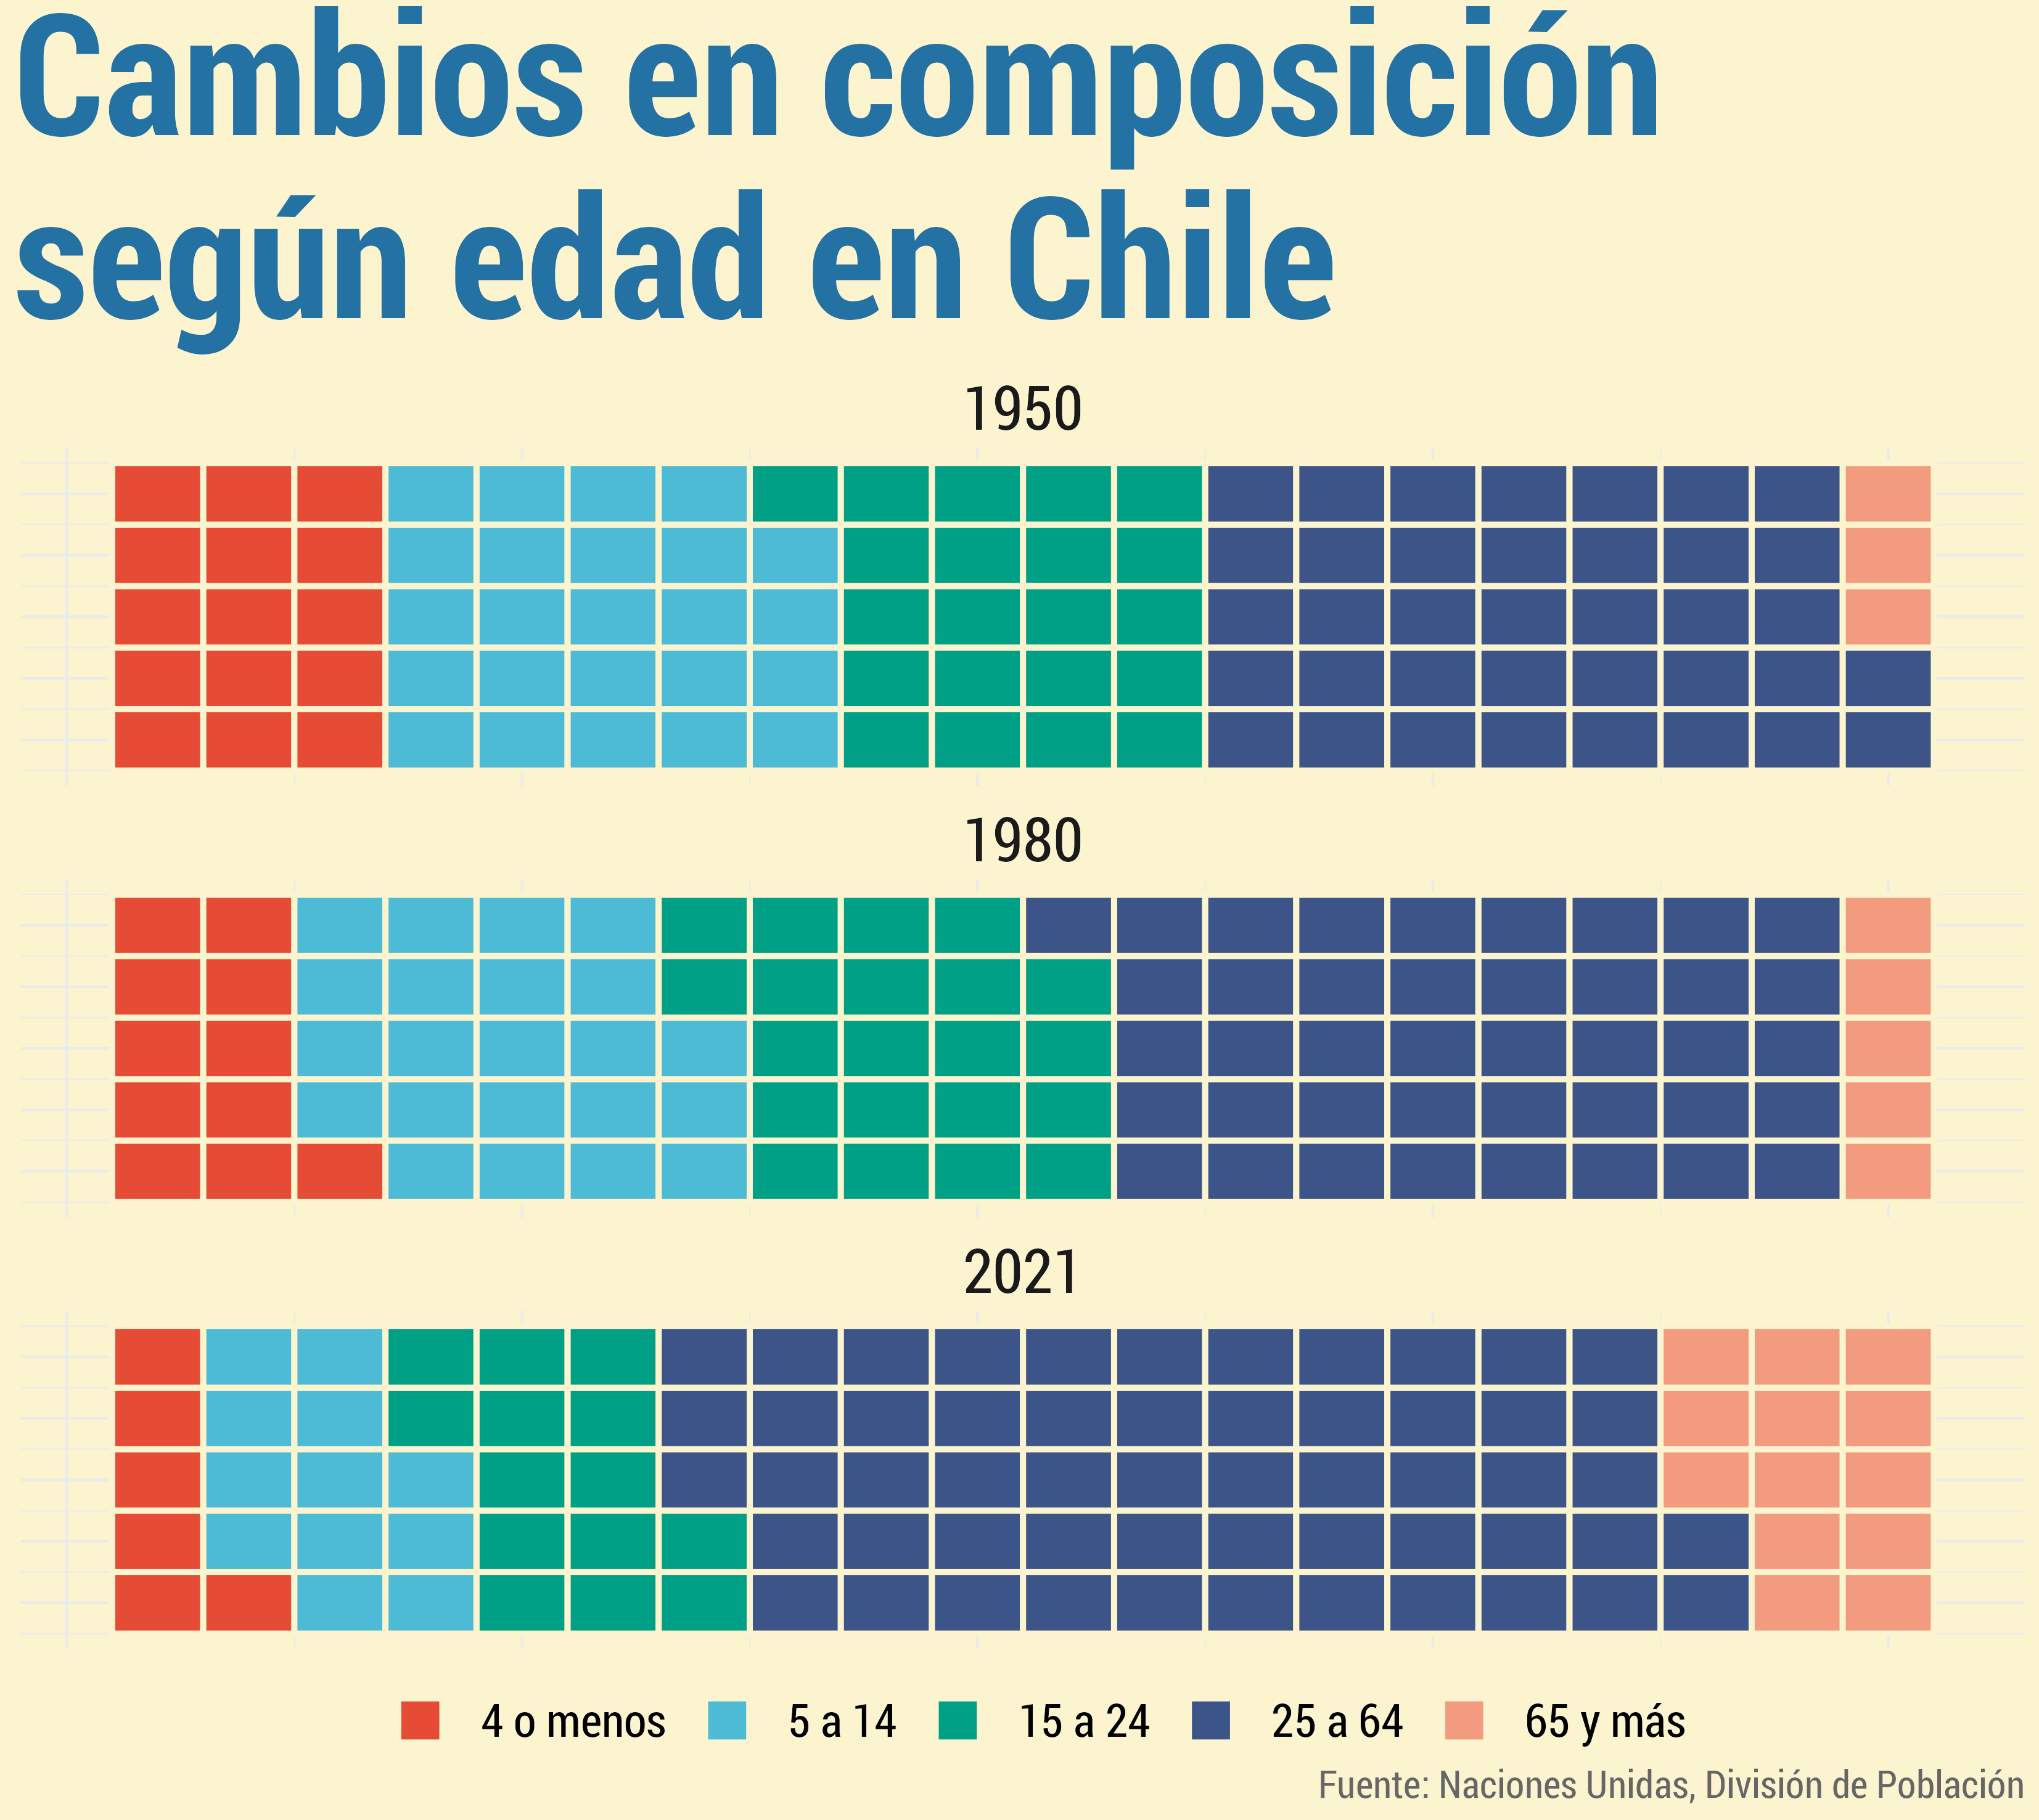 Cambios en composición
según edad en Chile
1950
1980
2021
4 o menos 5 a 14 15 a 24 25 a 64 65 y más
Fuente: Naciones Unidas, División de Población